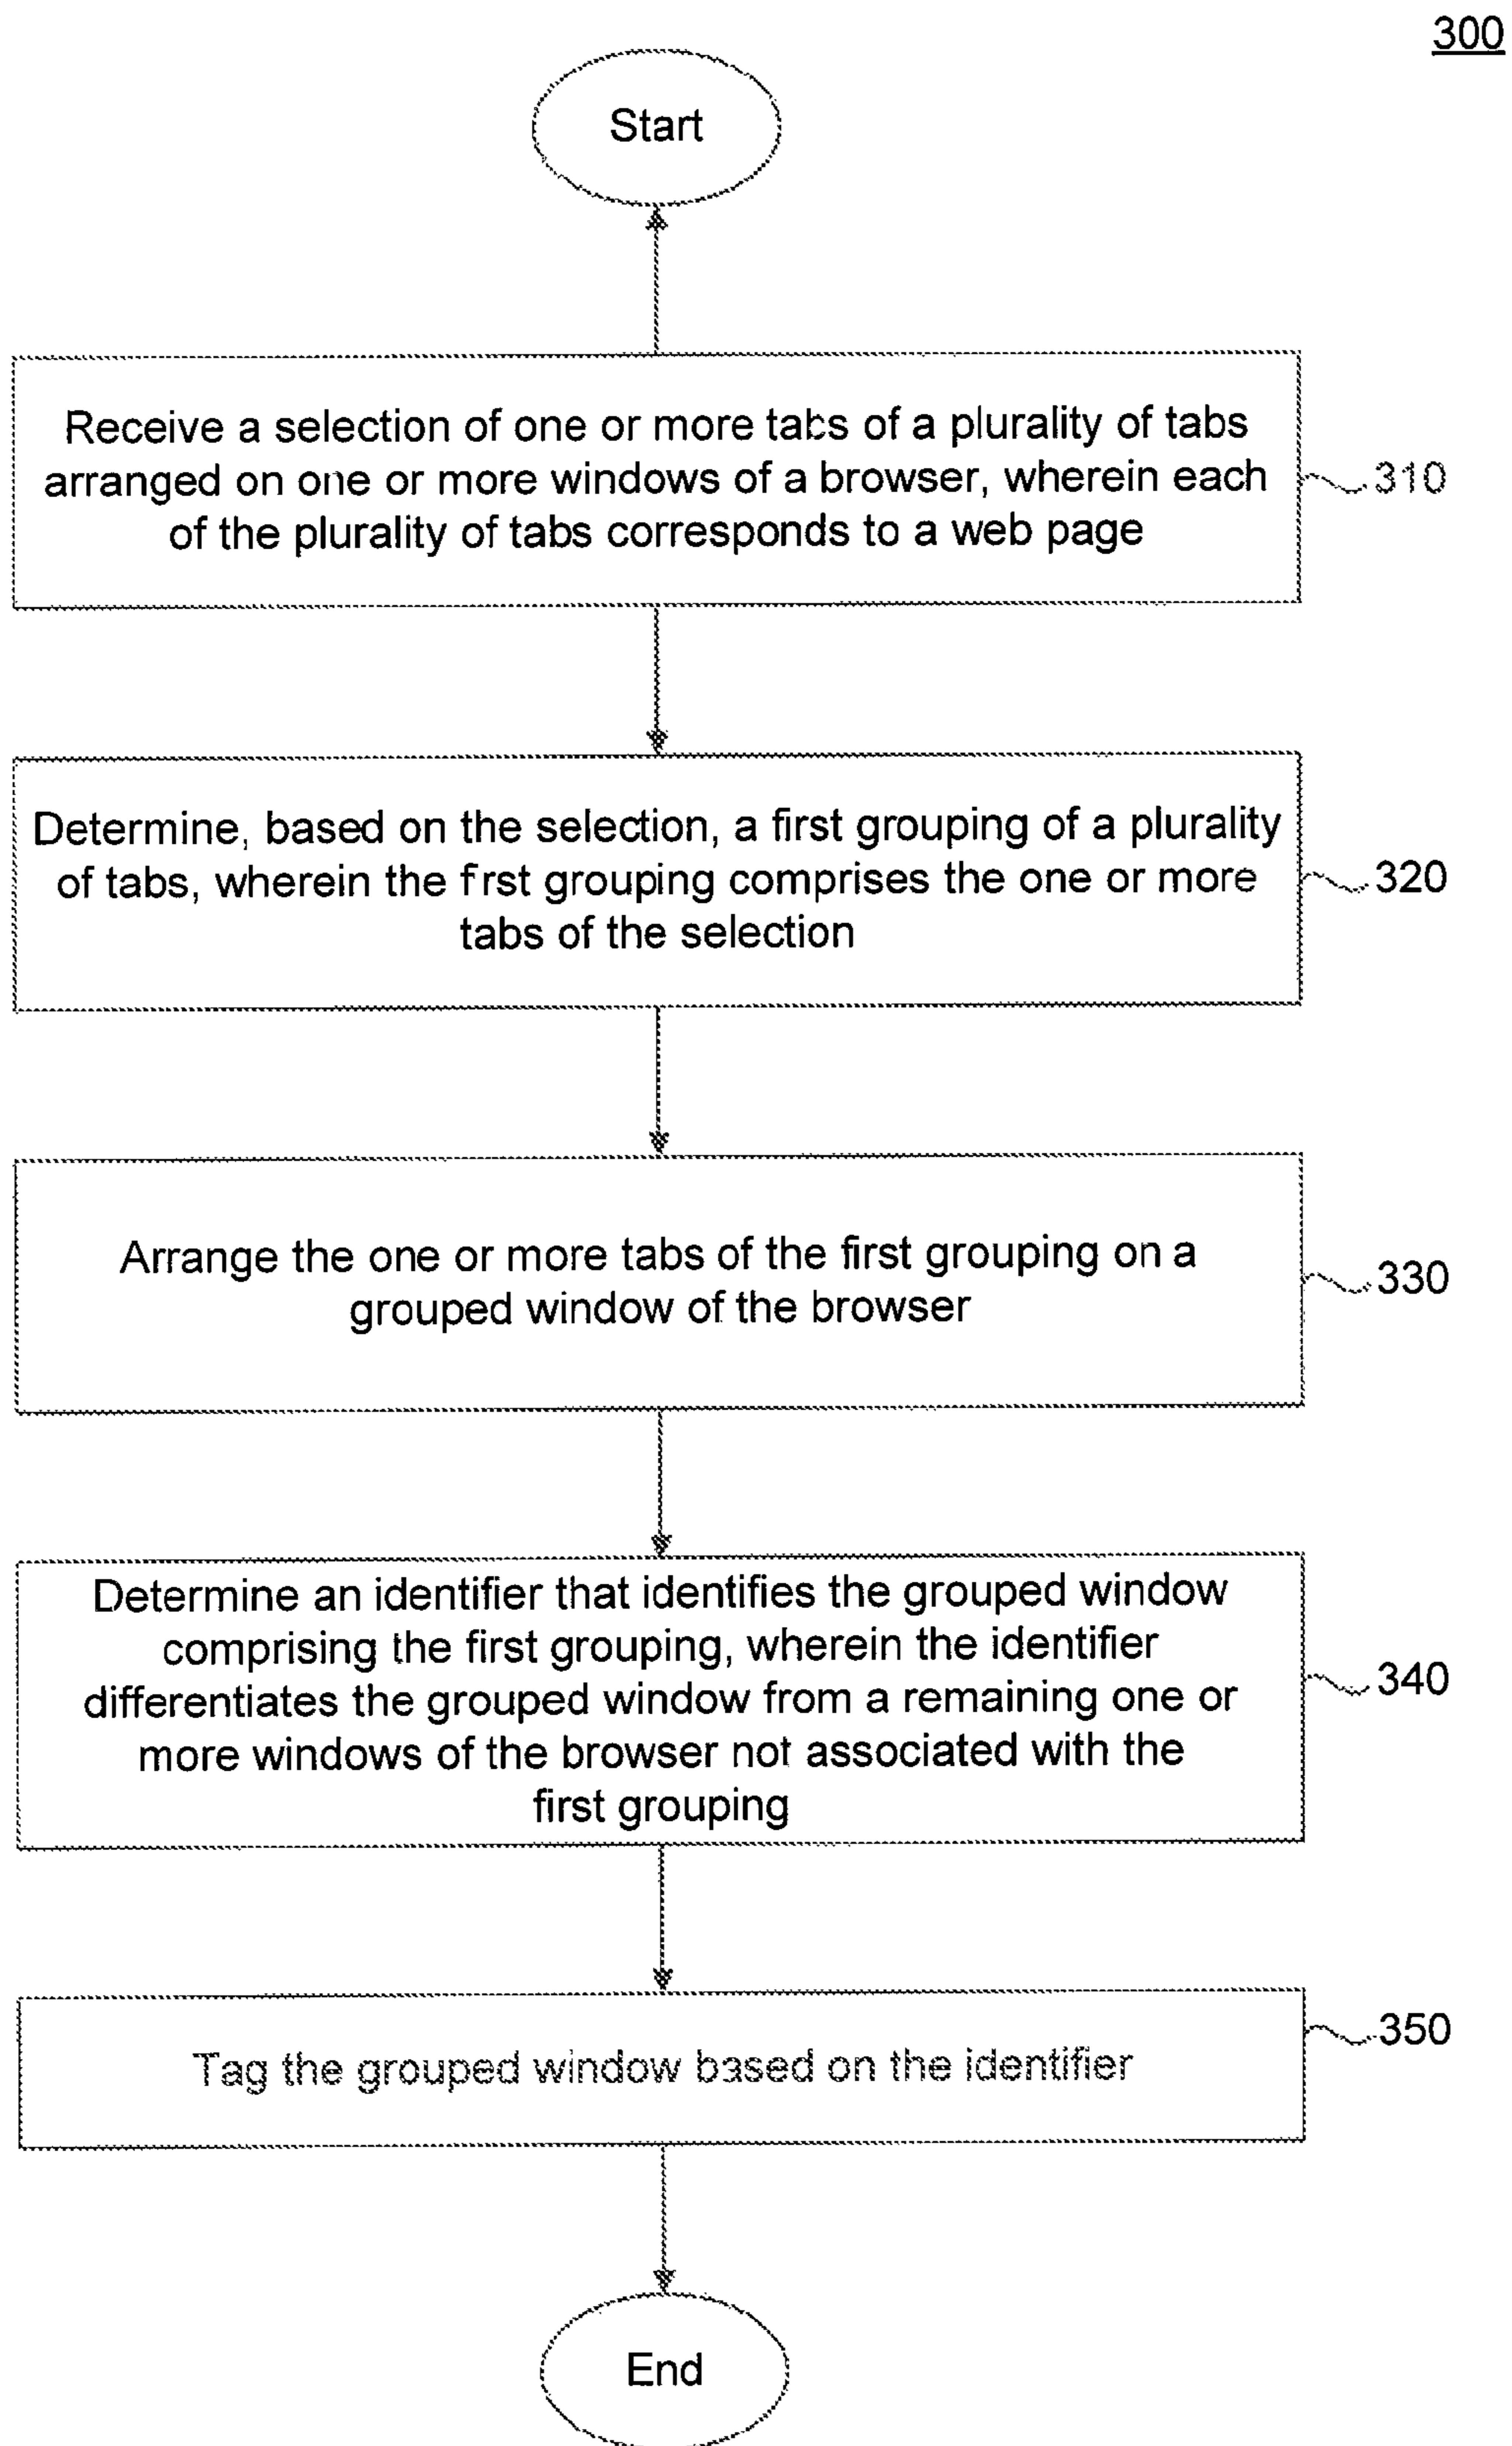 300
Start
Receive a selection of one or more tabs of a plurality of tabs
arranged on one or more windows of a browser, wherein each
of the plurality of tabs corresponds to a web page
310
Determine, based on the selection, a first grouping of a plurality
of tabs, wherein the first grouping comprises the one or more
tabs of the selection
320
Arrange the one or more tabs of the first grouping on a
grouped window of the browser
330
Determine an identifier that identifies the grouped window
comprising the first grouping, wherein the identifier
differentiates the grouped window from a remaining one or
more windows of the browser not associated with the
first grouping
340
Tag the grouped window based on the identifier
350
End